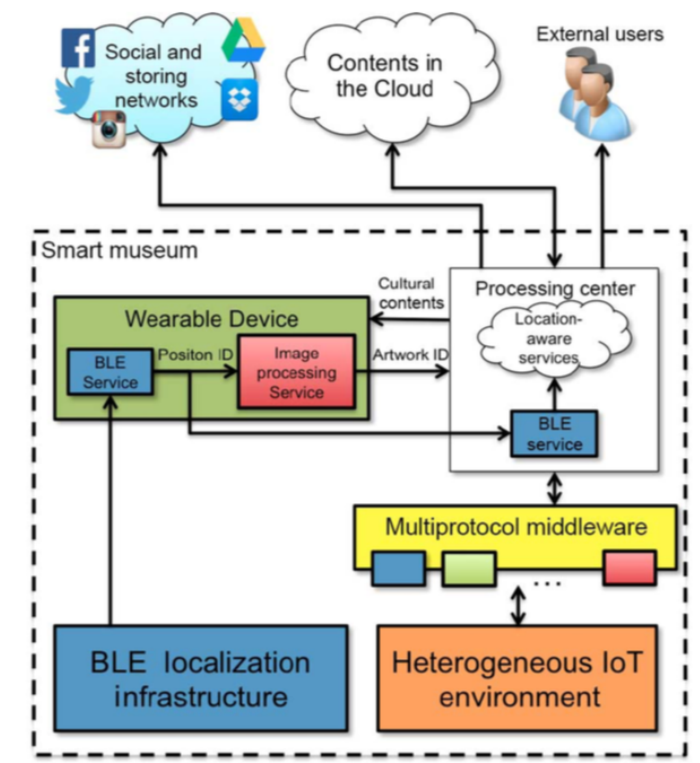 External users
Social and
storing
networks
Contents in
the Cloud
Smart museum
Cultural
contents
Processing center
Wearable Device
Location-
aware
services
BLE
Service
Positon ID
Image
processing
Service
Artwork ID
BLE
service
Multiprotocol middleware
...
BLE localization
infrastructure
Heterogeneous IoT
environment